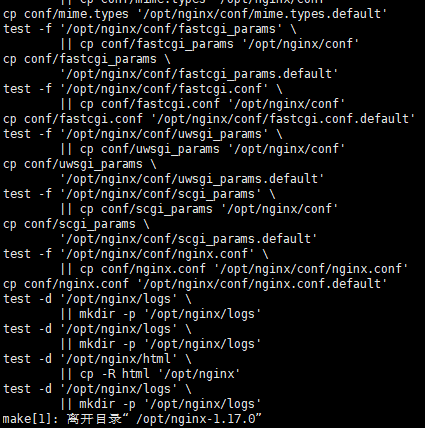 || cp conf/mime.types '/opt/nginx/conf'
cp conf/mime.types '/opt/nginx/conf/mime.types.default'
test -f '/opt/nginx/conf/fastcgi_params' \
|| cp conf/fastcgi_params '/opt/nginx/conf'
cp conf/fastcgi_params \
'/opt/nginx/conf/fastcgi_params.default'
test -f '/opt/nginx/conf/fastcgi.conf' \
|| cp conf/fastcgi.conf '/opt/nginx/conf'
cp conf/fastcgi.conf '/opt/nginx/conf/fastcgi.conf.default'
test -f '/opt/nginx/conf/uwsgi_params' \
|| cp conf/uwsgi_params '/opt/nginx/conf'
cp conf/uwsgi_params \
'/opt/nginx/conf/uwsgi_params.default'
test -f '/opt/nginx/conf/scgi_params' \
|| cp conf/scgi_params '/opt/nginx/conf'
cp conf/scgi_params \
'/opt/nginx/conf/scgi_params.default'
test -f '/opt/nginx/conf/nginx.conf' \
|| cp conf/nginx.conf '/opt/nginx/conf/nginx.conf'
cp conf/nginx.conf '/opt/nginx/conf/nginx.conf.default'
test -d '/opt/nginx/logs' \
|| mkdir -p '/opt/nginx/logs'
test -d '/opt/nginx/logs' \
|| mkdir -p '/opt/nginx/logs'
test -d '/opt/nginx/html' \
|| cp -R html '/opt/nginx'
test -d '/opt/nginx/logs' \
|| mkdir -p '/opt/nginx/logs'
make[1]: 离开目录“ /opt/nginx-1.17.0”